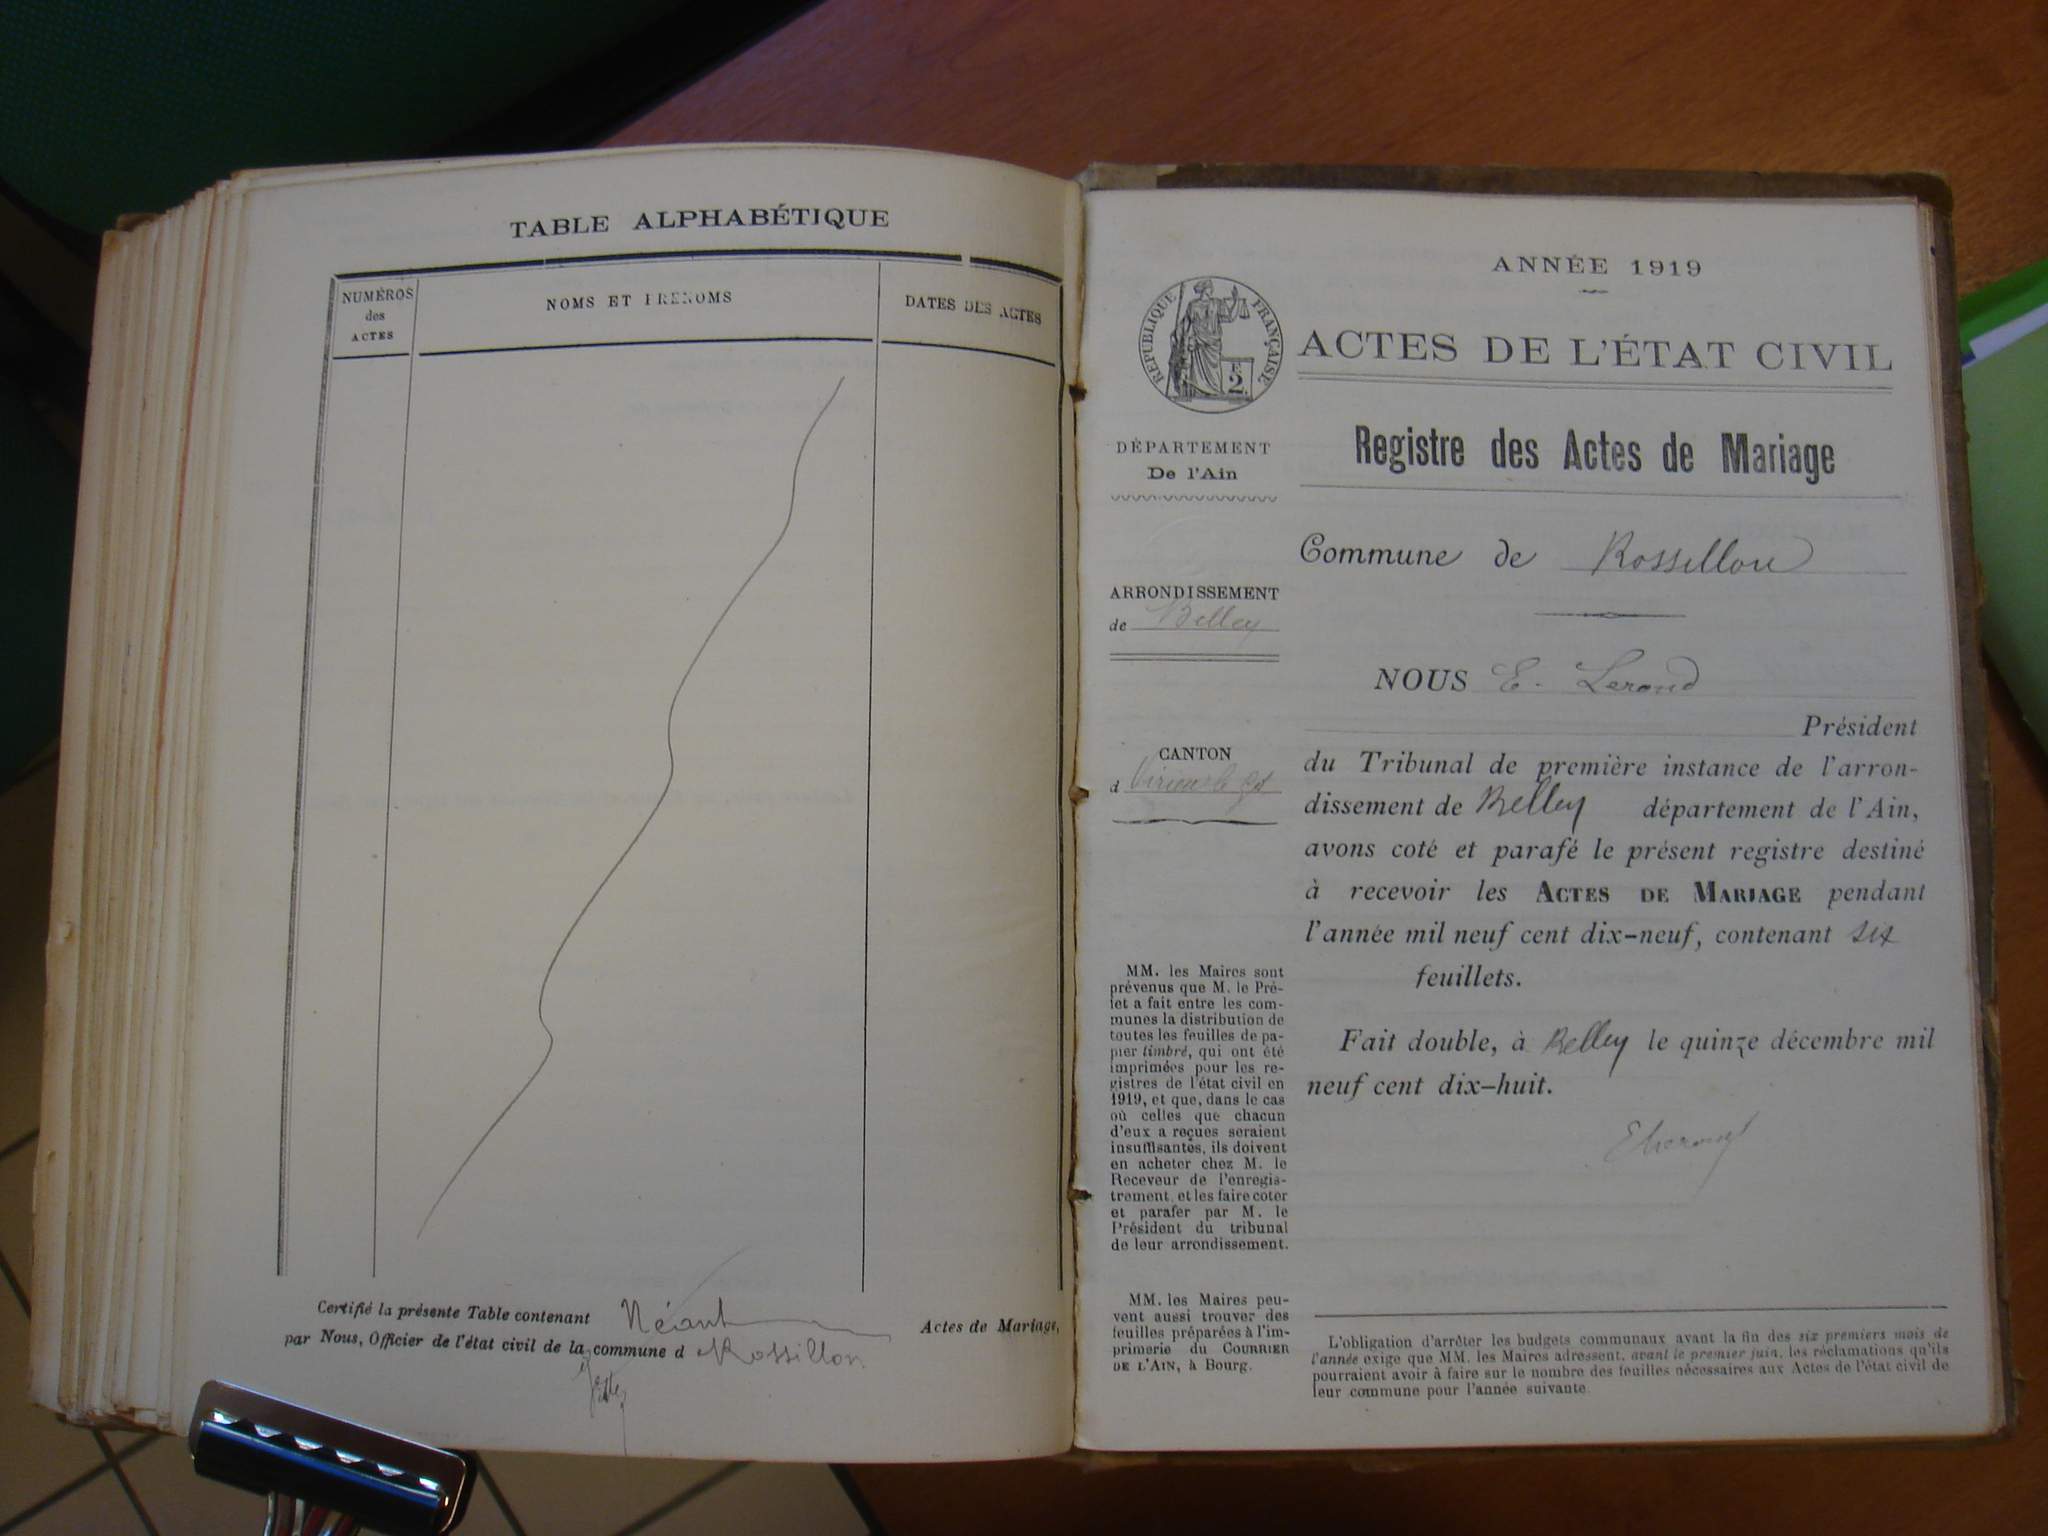 TABLE ALPHABÉTIQUE
NUMÉROS
des
ACTES
NOMS ET PRENOMS
DATES DES ACTES
Certifié la présente Table contenant Néant Actes de Mariage,
par Nous, Officier de l'état civil de la commune d Rossillon
ANNÉE 1919
RÉPUBLIQUE FRANÇAISE
2
ACTES DE L'ÉTAT CIVIL
Registre des Actes de Mariage
DÉPARTEMENT
De l'Ain
Commune de Rossillon
ARRONDISSEMENT
de Belley
NOUS E. Lerond
Président
CANTON
d Virieu le Gd
du Tribunal de première instance de l'arron-
dissement de Belley département de l'Ain,
avons coté et parafé le présent registre destiné
à recevoir les ACTES DE MARIAGE pendant
l'année mil neuf cent dix-neuf, contenant six
feuillets.
Fait double, à Belley le quinze décembre mil
neuf cent dix-huit.
MM. les Maires sont
prévenus que M. le Pré-
fet a fait entre les com-
munes la distribution de
toutes les feuilles de pa-
pier timbré, qui ont été
imprimées pour les re-
gistres de l'état civil en
1919, et que, dans le cas
où celles que chacun
d'eux a reçues seraient
insuffisantes, ils doivent
en acheter chez M. le
Receveur de l'enregis-
trement, et les faire coter
et parafer par M. le
Président du tribunal
de leur arrondissement.
MM. les Maires peu-
vent aussi trouver des
feuilles préparées à l'im-
primerie du COURRIER
DE L'AIN, à Bourg.
L'obligation d'arrêter les budgets communaux avant la fin des six premiers mois de
l'année exige que MM. les Maires adressent, avant le premier juin, les réclamations qu'ils
pourraient avoir à faire sur le nombre des feuilles nécessaires aux Actes de l'état civil de
leur commune pour l'année suivante.